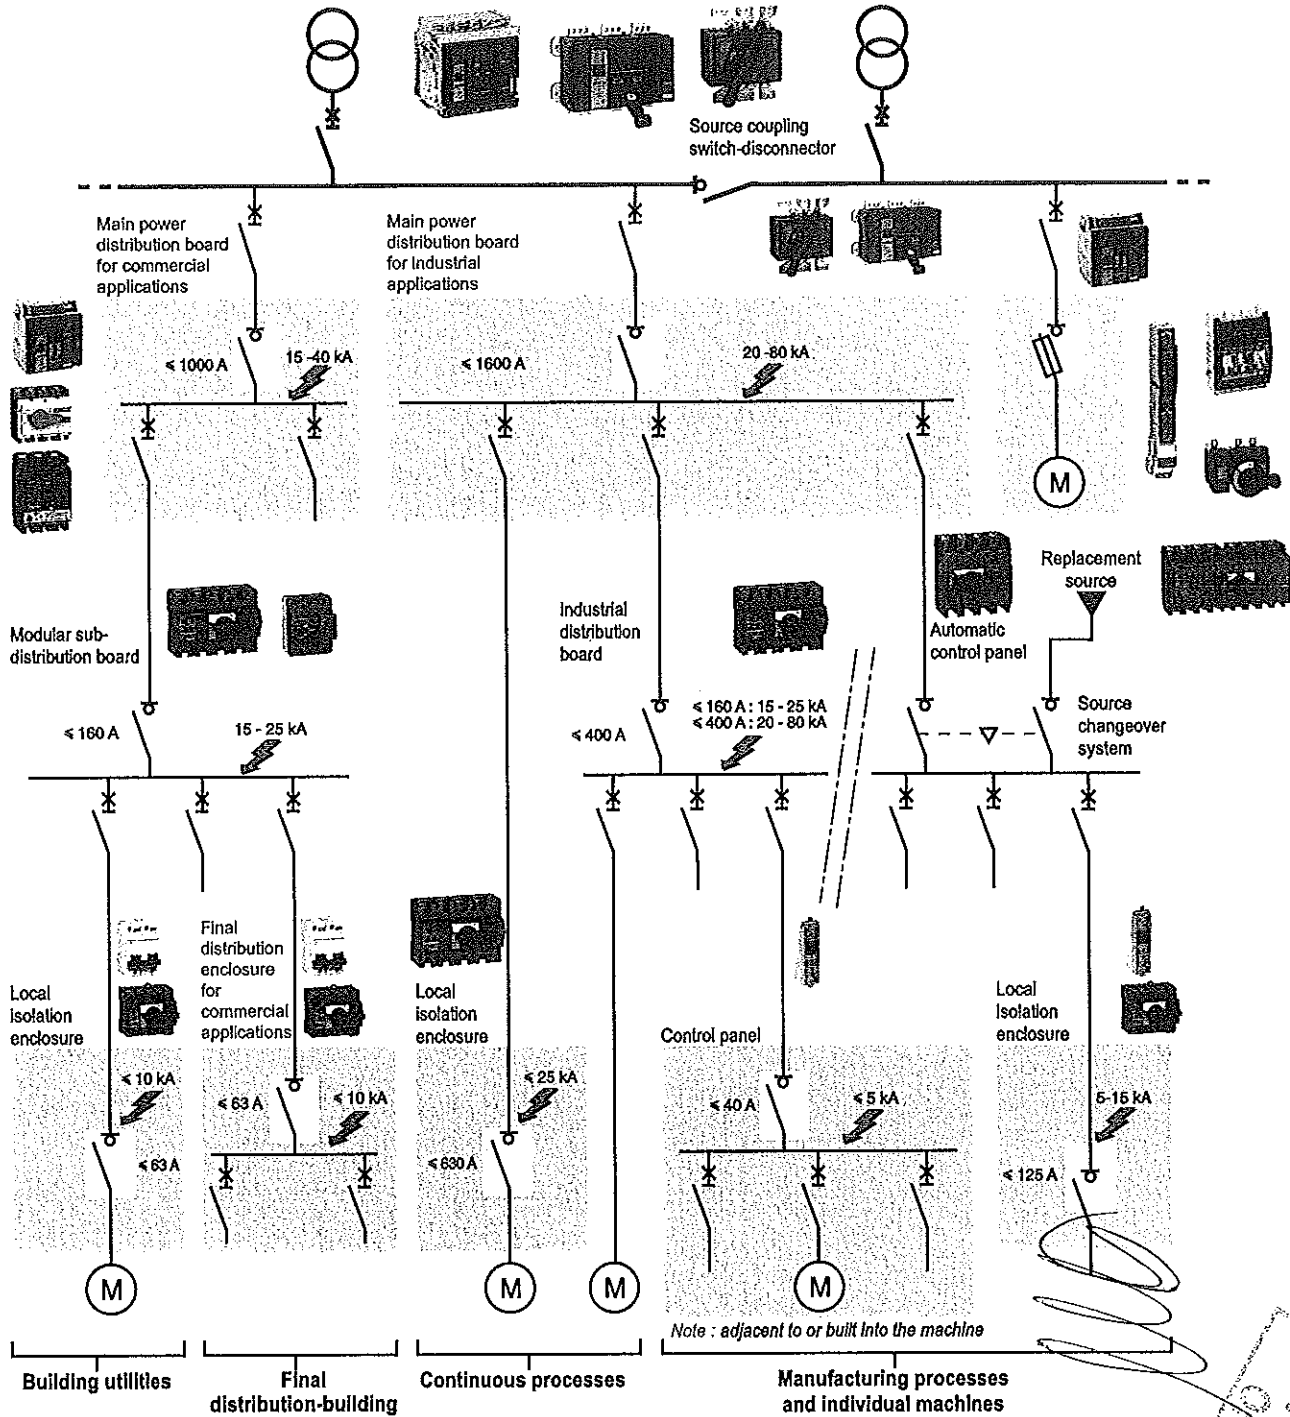 Source coupling
switch-disconnector
Main power
distribution board
for commercial
applications
Main power
distribution board
for Industrial
applications
≤ 1000 A
15 -40 kA
≤ 1600 A
20 -80 kA
M
Replacement
source
Modular sub-
distribution board
Industrial
distribution
board
Automatic
control panel
≤ 160 A
15 - 25 kA
≤ 160 A : 15 - 25 kA
≤ 400 A : 20 - 80 kA
≤ 400 A
Source
changeover
system
Final
distribution
enclosure
for
commercial
applications
Local
isolation
enclosure
Local
isolation
enclosure
Control panel
Local
Isolation
enclosure
≤ 10 kA
≤ 63 A
≤ 63 A
≤ 10 kA
≤ 25 kA
≤ 630 A
≤ 40 A
≤ 5 kA
5-15 kA
≤ 125 A
M
M
M
M
Note : adjacent to or built into the machine
Building utilities
Final
distribution-building
Continuous processes
Manufacturing processes
and individual machines